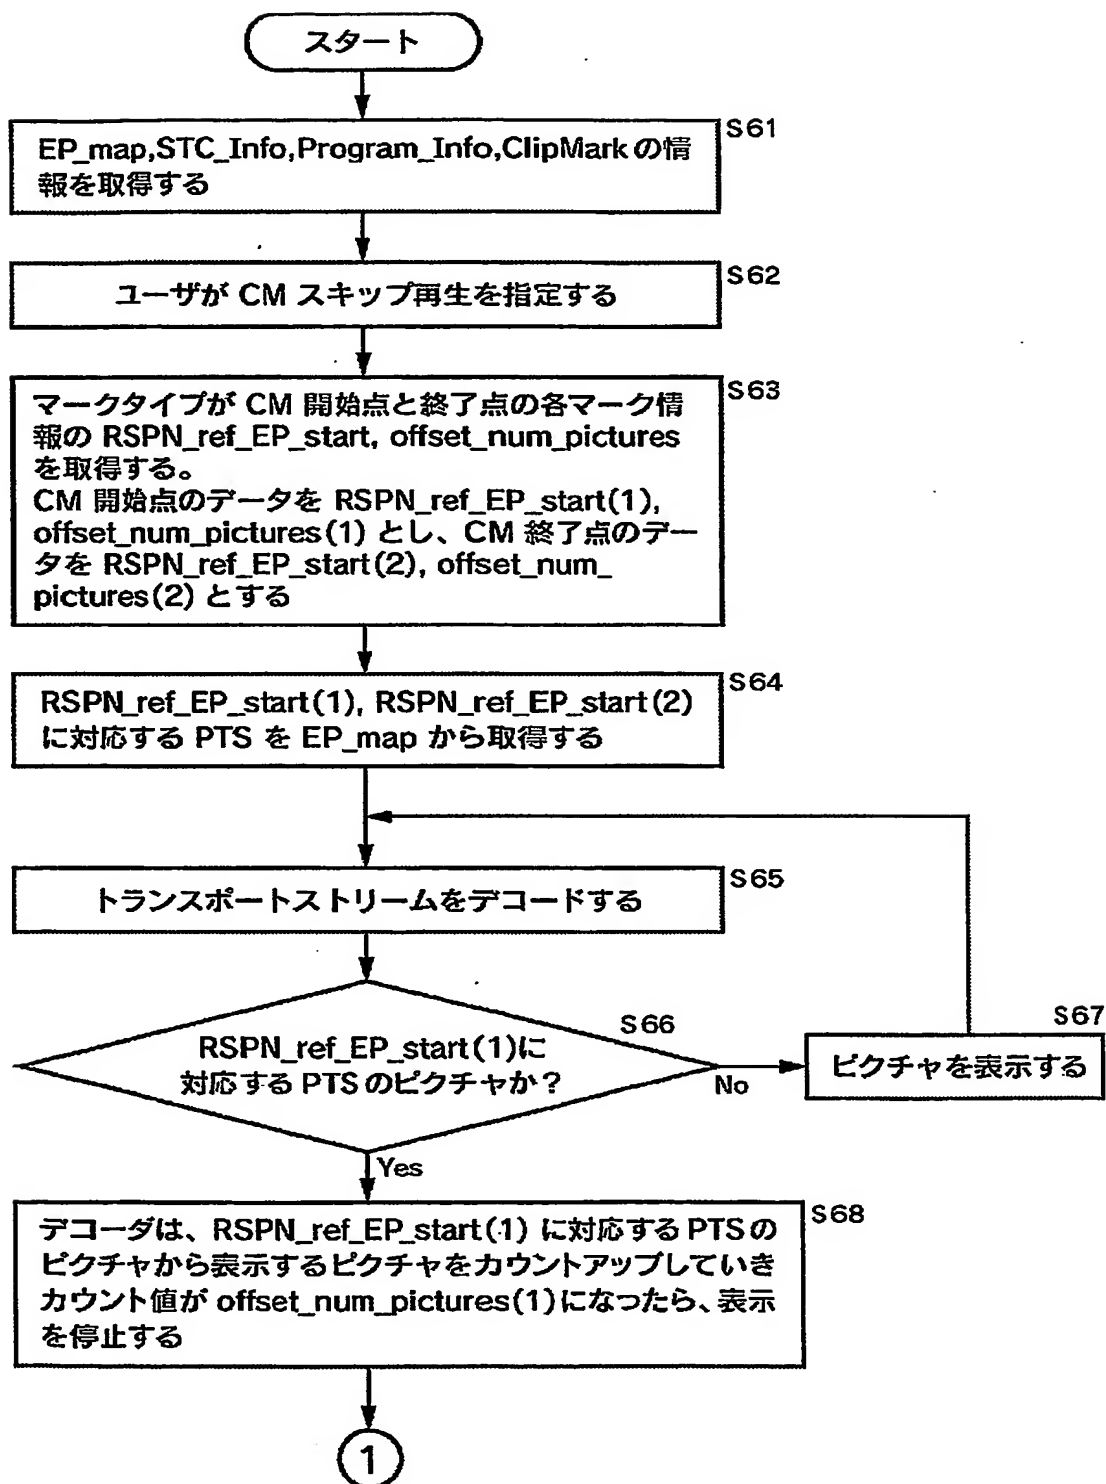 スタート
S61
EP_map,STC_Info,Program_Info,ClipMarkの情
報を取得する
S62
ユーザが CM スキップ再生を指定する
S63
マークタイプが CM 開始点と終了点の各マーク情
報の RSPN_ref_EP_start, offset_num_pictures
を取得する。
CM 開始点のデータを RSPN_ref_EP_start(1),
offset_num_pictures(1) とし、CM 終了点のデー
タを RSPN_ref_EP_start(2), offset_num_
pictures(2) とする
S64
RSPN_ref_EP_start(1), RSPN_ref_EP_start(2)
に対応する PTS を EP_map から取得する
S65
トランスポートストリームをデコードする
S66
RSPN_ref_EP_start(1)に
対応する PTS のピクチャか？
No
S67
ピクチャを表示する
Yes
S68
デコーダは、RSPN_ref_EP_start(1) に対応する PTSの
ピクチャから表示するピクチャをカウントアップしていき
カウント値が offset_num_pictures(1)になったら、表示
を停止する
1